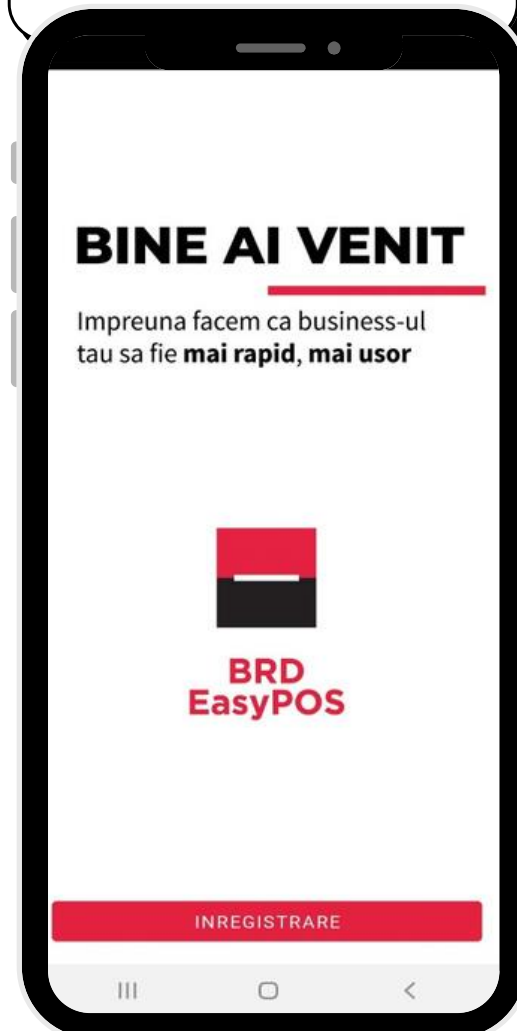 BINE AI VENIT
Impreuna facem ca business-ul
tau sa fie mai rapid, mai usor
BRD
EasyPOS
INREGISTRARE